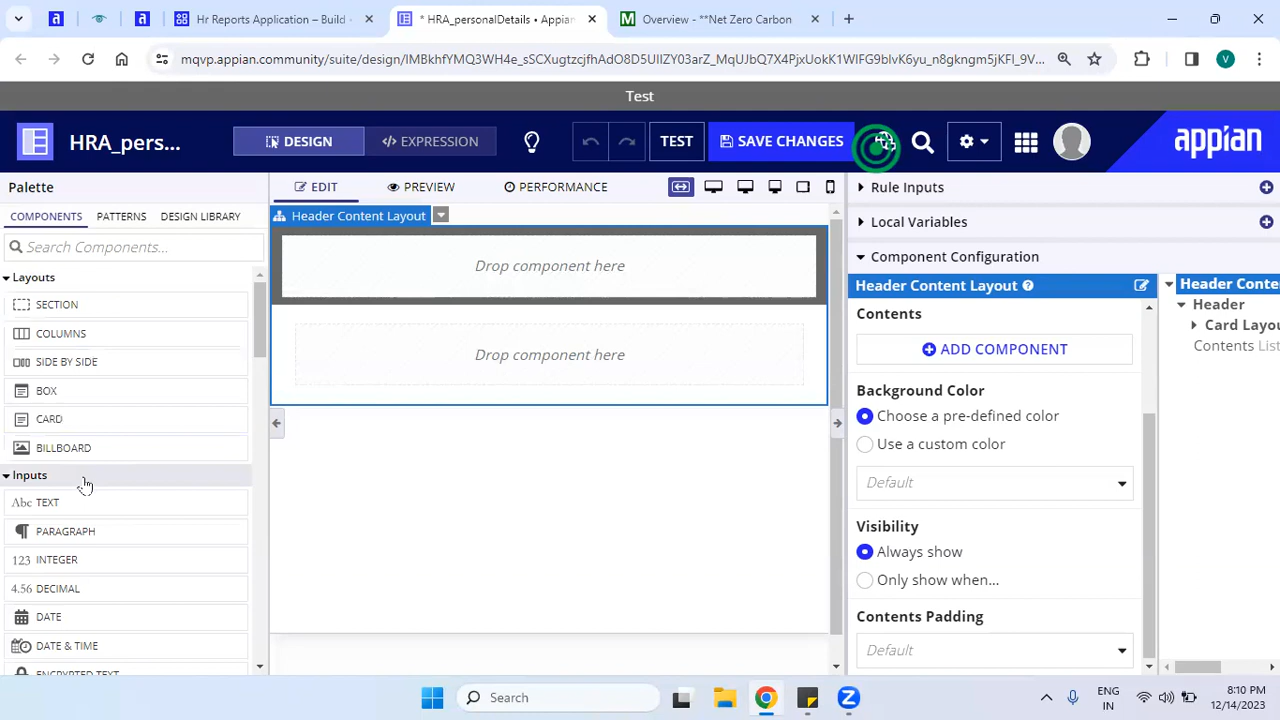 Hr Reports Application – Build -
* HRA_personalDetails • Appian
Overview - **Net Zero Carbon
mqvp.appian.community/suite/design/
Test
HRA_pers...
DESIGN
EXPRESSION
TEST
SAVE CHANGES
appian
Palette
COMPONENTS
PATTERNS
DESIGN LIBRARY
Search Components...
Layouts
SECTION
COLUMNS
SIDE BY SIDE
BOX
CARD
BILLBOARD
Inputs
Abc TEXT
PARAGRAPH
123 INTEGER
4.56 DECIMAL
DATE
DATE & TIME
ENCRYPTED TEXT
EDIT
PREVIEW
PERFORMANCE
Header Content Layout
Drop component here
Drop component here
Rule Inputs
Local Variables
Component Configuration
Header Content Layout
Contents
ADD COMPONENT
Background Color
Choose a pre-defined color
Use a custom color
Default
Visibility
Always show
Only show when...
Contents Padding
Default
Header Conte
Header
Card Layou
Contents List
Search
ENG
IN
8:10 PM
12/14/2023